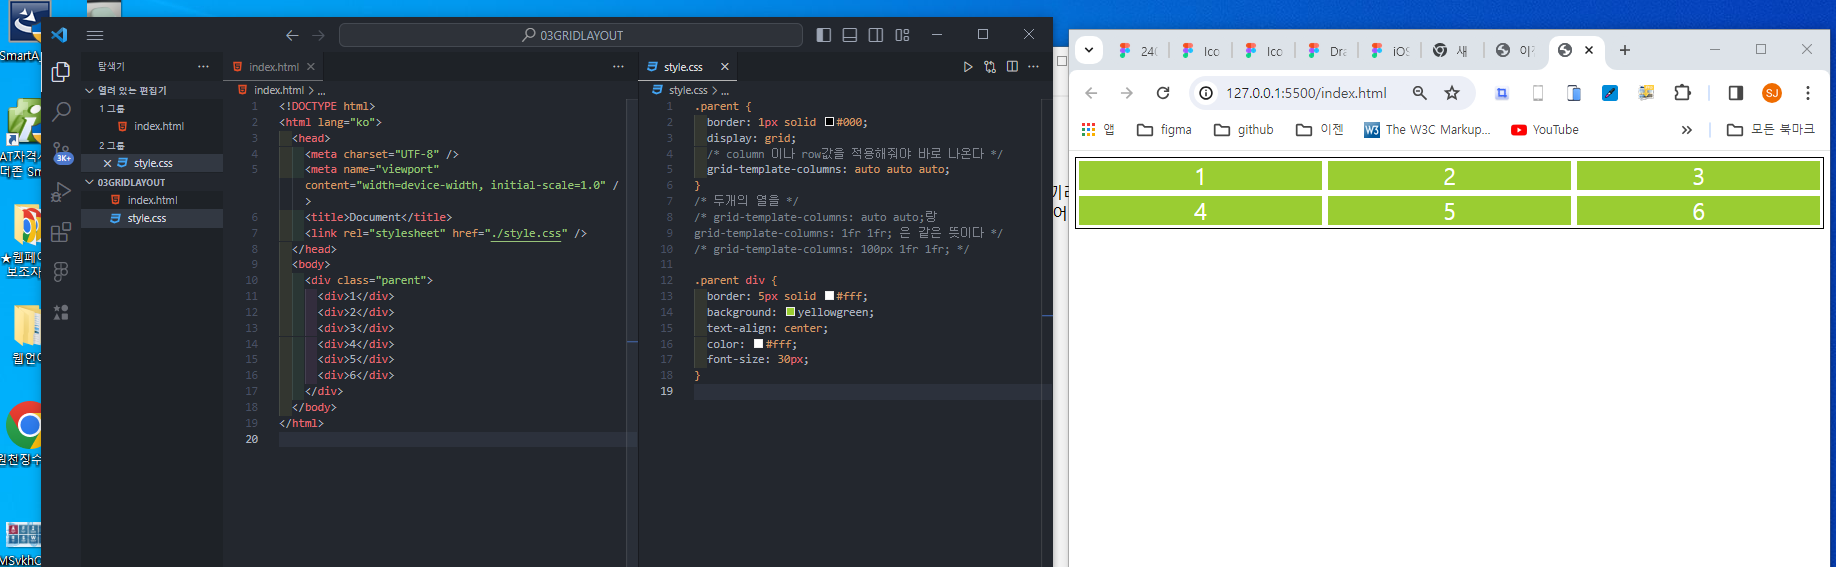 SmartA
AT자격시
더존 Sm
★웹페
보조자
웹언어
원천징수
MSvkhC
03GRIDLAYOUT
탐색기
열려 있는 편집기
1 그룹
index.html
2 그룹
style.css
3K+
03GRIDLAYOUT
index.html
style.css
index.html
index.html > ...
1 <!DOCTYPE html>
2 <html lang="ko">
3 <head>
4 <meta charset="UTF-8" />
5 <meta name="viewport"
content="width=device-width, initial-scale=1.0" /
>
6 <title>Document</title>
7 <link rel="stylesheet" href="./style.css" />
8 </head>
9 <body>
10 <div class="parent">
11 <div>1</div>
12 <div>2</div>
13 <div>3</div>
14 <div>4</div>
15 <div>5</div>
16 <div>6</div>
17 </div>
18 </body>
19 </html>
20
style.css
style.css > ...
1 .parent {
2 border: 1px solid #000;
3 display: grid;
4 /* column 이나 row값을 적용해줘야 바로 나온다 */
5 grid-template-columns: auto auto auto;
6 }
7 /* 두개의 열을 */
8 /* grid-template-columns: auto auto;랑
9 grid-template-columns: 1fr 1fr; 은 같은 뜻이다 */
10 /* grid-template-columns: 100px 1fr 1fr; */
11
12 .parent div {
13 border: 5px solid #fff;
14 background: yellowgreen;
15 text-align: center;
16 color: #fff;
17 font-size: 30px;
18 }
19
240
Ico
Ico
Dra
iOS
새
이
127.0.0.1:5500/index.html
SJ
앱
figma
github
이젠
W3
The W3C Markup...
YouTube
모든 북마크
1 2 3
4 5 6